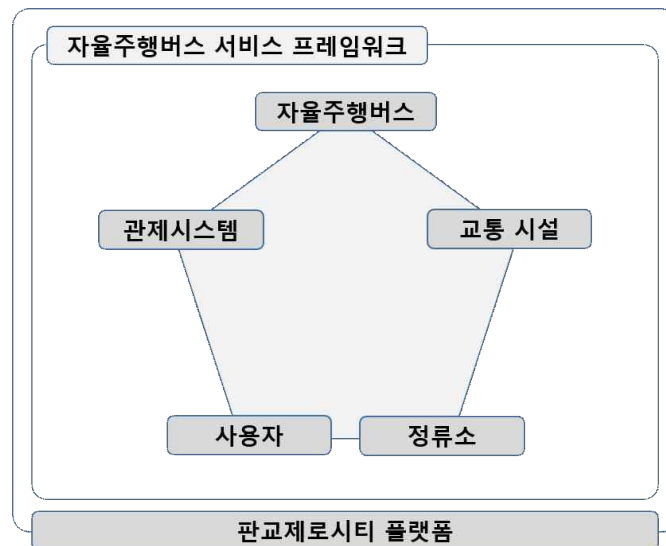 자율주행버스 서비스 프레임워크
자율주행버스
관제시스템
교통 시설
사용자
정류소
판교제로시티 플랫폼